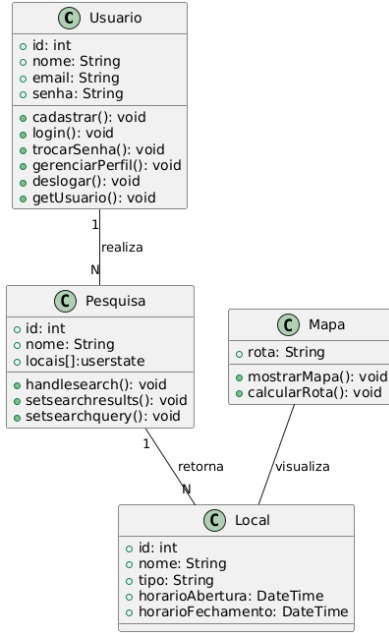 C Usuario
id: int
nome: String
email: String
senha: String
cadastrar(): void
login(): void
trocarSenha(): void
gerenciarPerfil(): void
deslogar(): void
getUsuario(): void
1
realiza
N
C Pesquisa
id: int
nome: String
locais[]:userstate
handlesearch(): void
setsearchresults(): void
setsearchquery(): void
C Mapa
rota: String
mostrarMapa(): void
calcularRota(): void
1
retorna
N
visualiza
C Local
id: int
nome: String
tipo: String
horarioAbertura: DateTime
horarioFechamento: DateTime